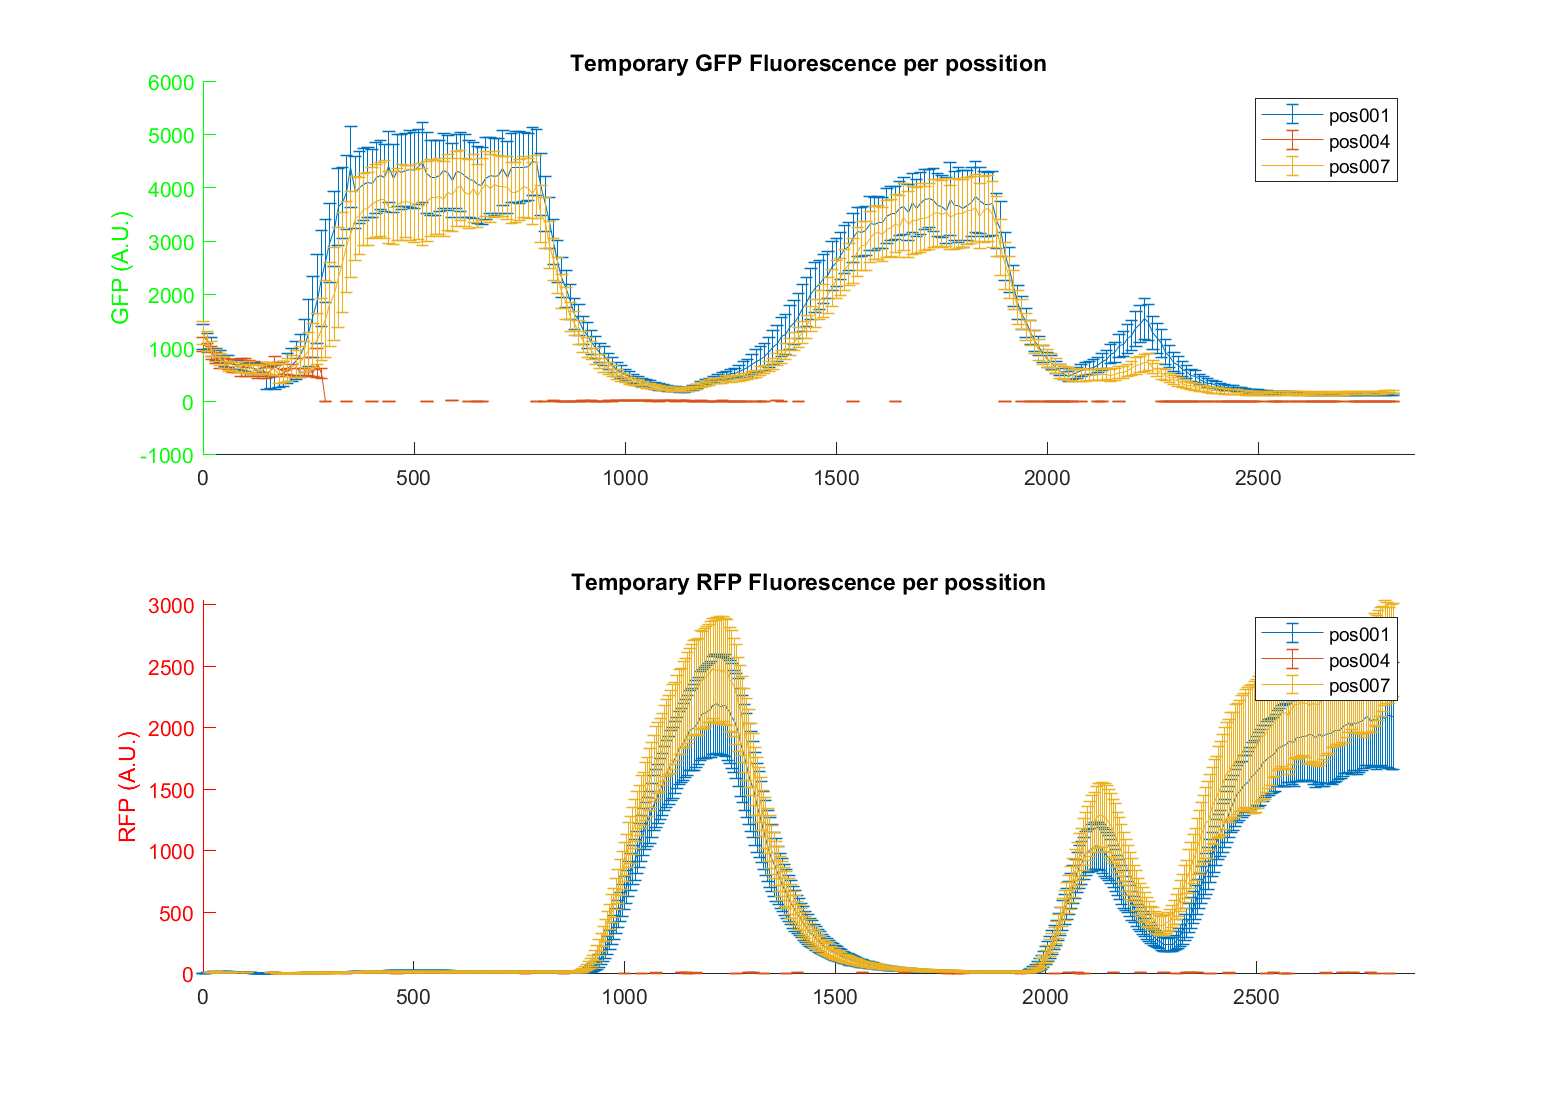 Temporary GFP Fluorescence per possition
6000
5000
4000
3000
2000
1000
0
-1000
GFP (A.U.)
0 500 1000 1500 2000 2500
pos001
pos004
pos007
Temporary RFP Fluorescence per possition
3000
2500
2000
1500
1000
500
0
RFP (A.U.)
0 500 1000 1500 2000 2500
pos001
pos004
pos007